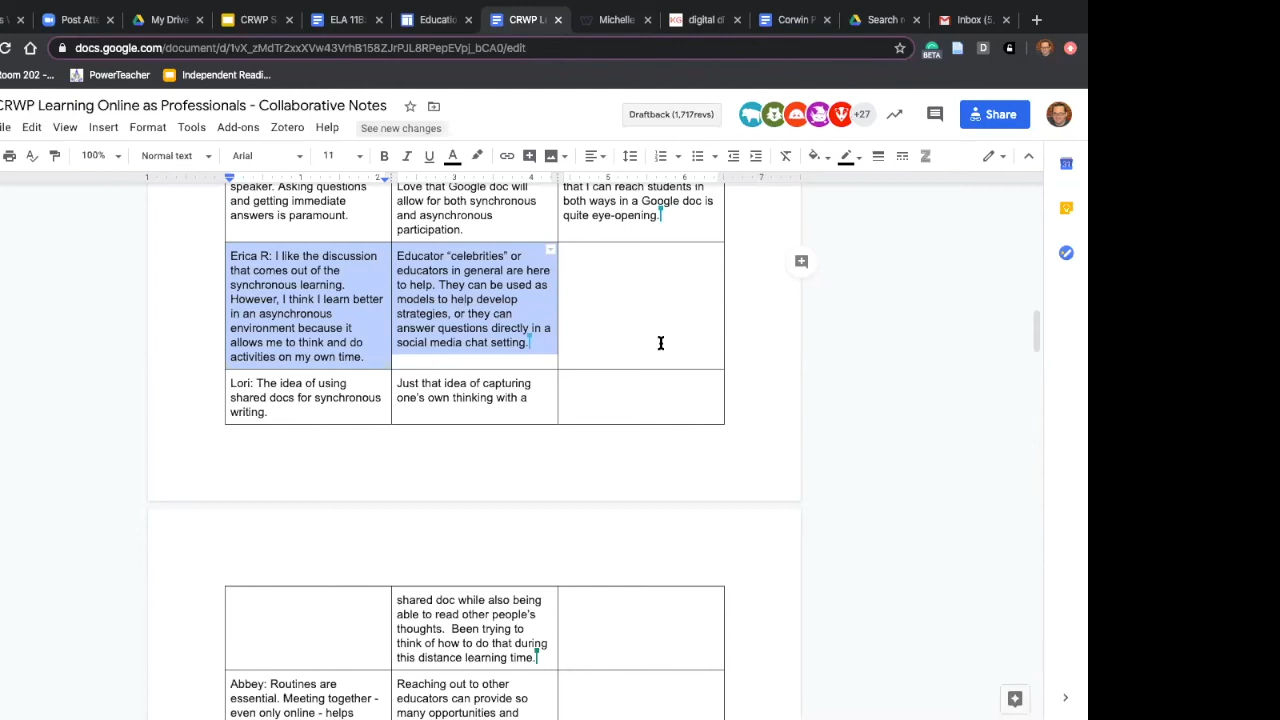 Post Att
My Drive
CRWP S
ELA 11B
Educatio
CRWP L
Michelle
digital di
Corwin P
Search r
Inbox (5,
docs.google.com/document/d/1vX_zMdTr2xxXVw43VrhB158ZJrPJL8RPepEVpj_bCA0/edit
BETA
D
oom 202 -...
PowerTeacher
Independent Readi...
CRWP Learning Online as Professionals - Collaborative Notes
ile Edit View Insert Format Tools Add-ons Zotero Help See new changes
Draftback (1,717revs)
+27
Share
100% Normal text Arial 11
1 1 2 3 4 5 6 7
speaker. Asking questions
and getting immediate
answers is paramount.
Love that Google doc will
allow for both synchronous
and asynchronous
participation.
that I can reach students in
both ways in a Google doc is
quite eye-opening.
Erica R: I like the discussion
that comes out of the
synchronous learning.
However, I think I learn better
in an asynchronous
environment because it
allows me to think and do
activities on my own time.
Educator “celebrities” or
educators in general are here
to help. They can be used as
models to help develop
strategies, or they can
answer questions directly in a
social media chat setting.
Lori: The idea of using
shared docs for synchronous
writing.
Just that idea of capturing
one’s own thinking with a
shared doc while also being
able to read other people’s
thoughts.  Been trying to
think of how to do that during
this distance learning time.
Abbey: Routines are
essential. Meeting together -
even only online - helps
Reaching out to other
educators can provide so
many opportunities and